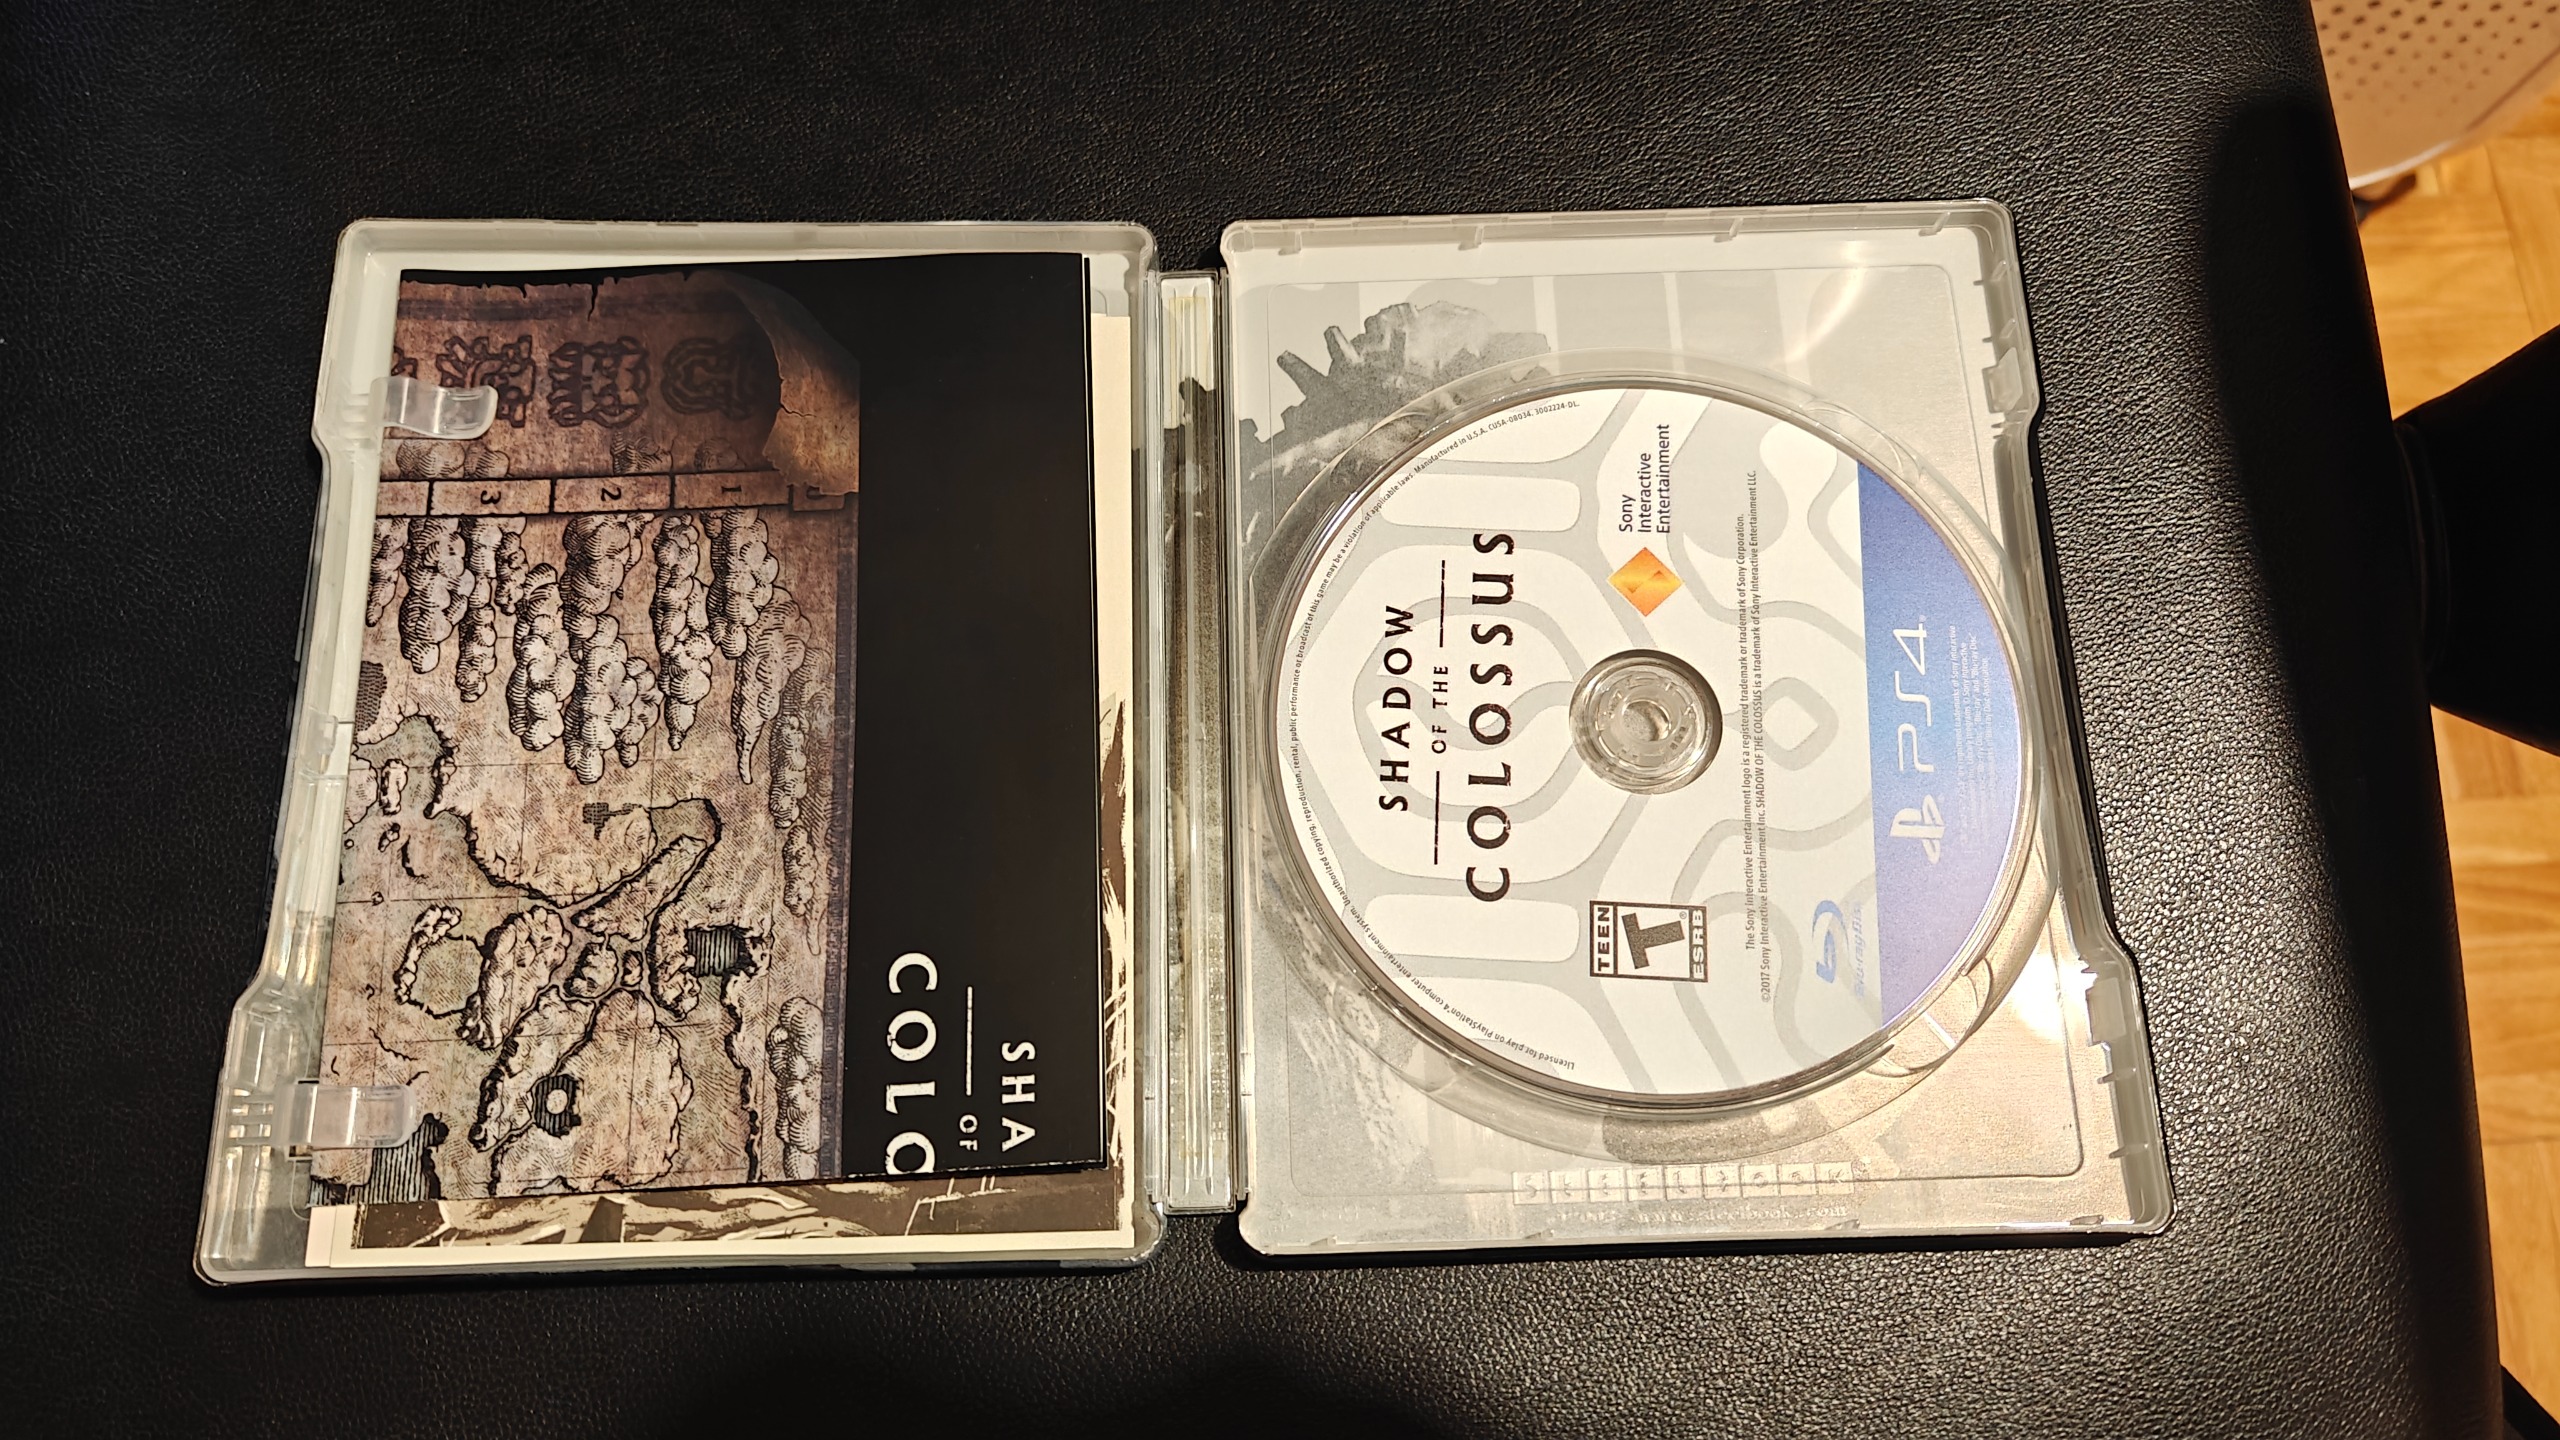 1
2
3
SHA
OF
COLO
SHADOW
OF THE
COLOSSUS
Sony
Interactive
Entertainment
TEEN
T
ESRB
The Sony Interactive Entertainment logo is a registered trademark or trademark of Sony Corporation.
©2017 Sony Interactive Entertainment Inc. SHADOW OF THE COLOSSUS is a trademark of Sony Interactive Entertainment LLC.
PS4
Licensed for play on PlayStation®4 computer entertainment system. Unauthorized copying, reproduction, rental, public performance or broadcast of this game may be a violation of applicable laws. Manufactured in U.S.A. CUSA-08034. 3002224-DL.
STEELBOOK
www.steelbook.com